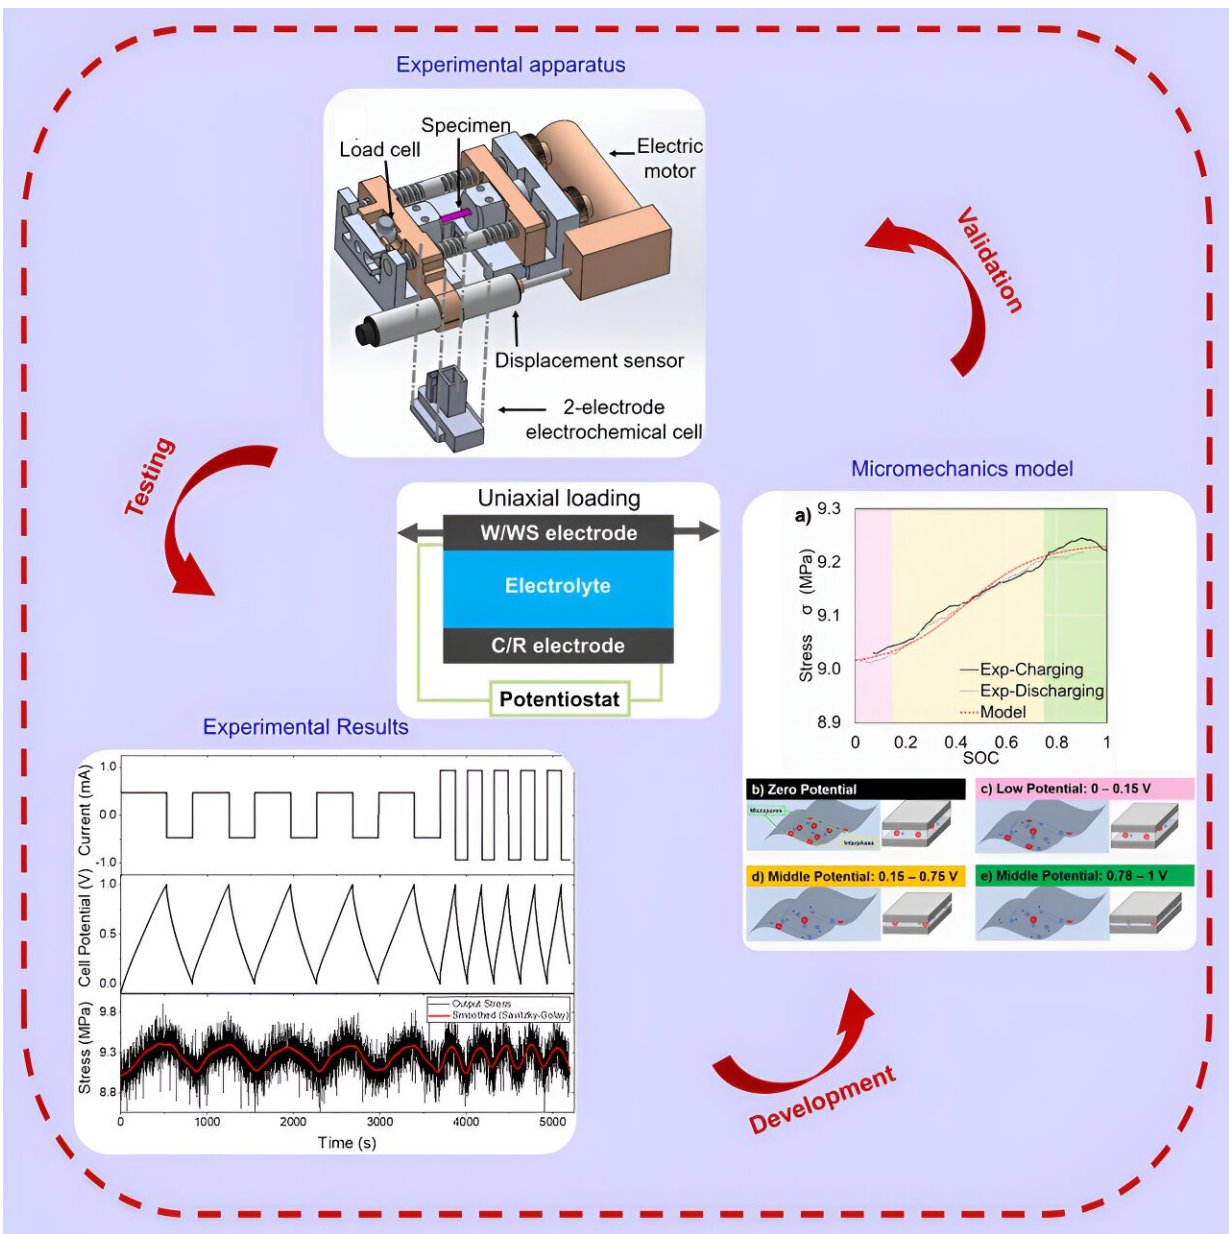 Experimental apparatus
Specimen
Load cell
Electric
motor
Displacement sensor
2-electrode
electrochemical cell
Validation
Testing
Uniaxial loading
W/WS electrode
Electrolyte
C/R electrode
Potentiostat
Micromechanics model
a)
9.3
9.2
9.1
9.0
8.9
Stress σ (MPa)
Exp-Charging
Exp-Discharging
Model
0 0.2 0.4 0.6 0.8 1
SOC
b) Zero Potential
Micropores
Interphase
c) Low Potential: 0 – 0.15 V
d) Middle Potential: 0.15 – 0.75 V
e) Middle Potential: 0.78 – 1 V
Experimental Results
Current (mA)
1.0
0.0
-1.0
Cell Potential (V)
1.0
0.5
0.0
Stress (MPa)
9.8
9.3
8.8
Output Stress
Smoothed (Savitzky-Golay)
0 1000 2000 3000 4000 5000
Time (s)
Development